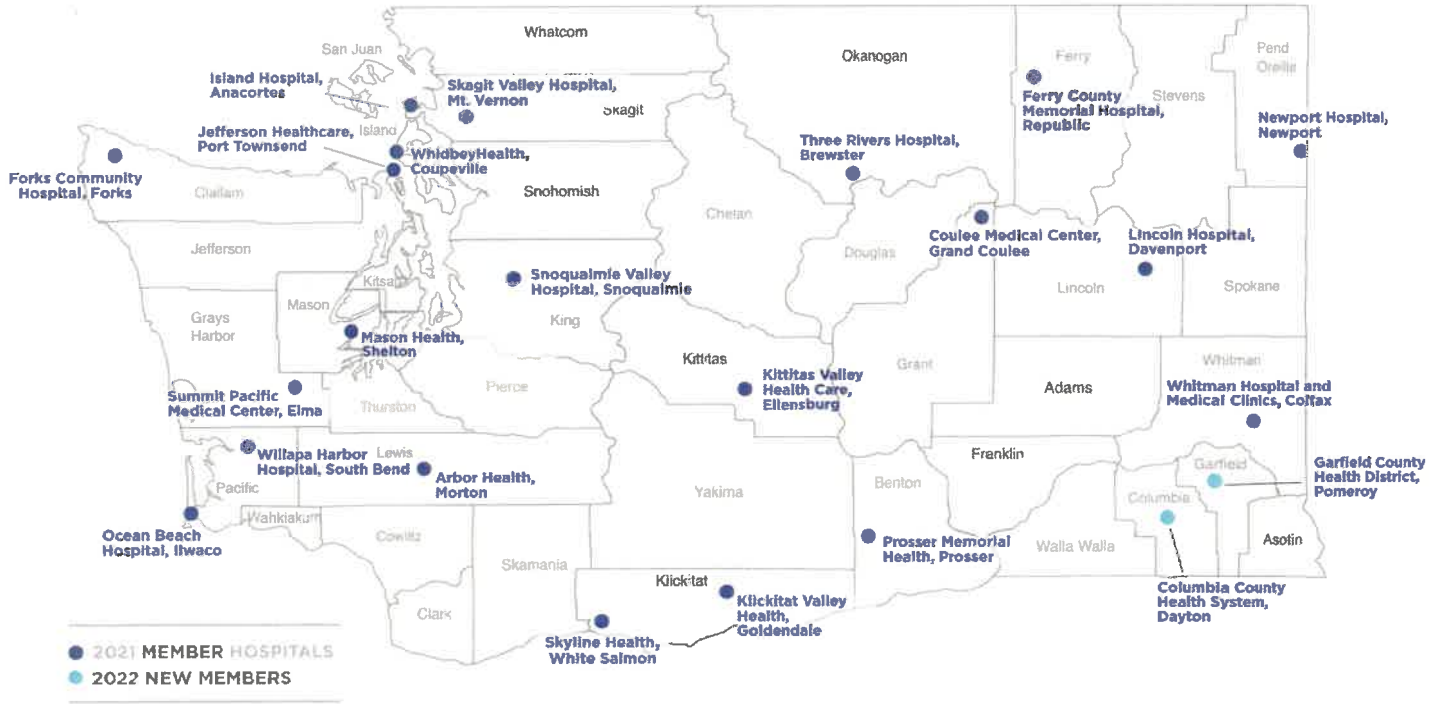 Whatcom
San Juan
Okanogan
Ferry
Pend
Oreille
Island Hospital,
Anacortes
Skagit Valley Hospital,
Mt. Vernon
Skagit
Stevens
Ferry County
Memorial Hospital,
Republic
Newport Hospital,
Newport
Jefferson Healthcare,
Port Townsend
Island
WhidbeyHealth,
Coupeville
Three Rivers Hospital,
Brewster
Forks Community
Hospital, Forks
Clallam
Snohomish
Chelan
Jefferson
Douglas
Coulee Medical Center,
Grand Coulee
Lincoln Hospital,
Davenport
Snoqualmie Valley
Hospital, Snoqualmie
Kitsap
Mason
Grays
Harbor
King
Lincoln
Spokane
Mason Health,
Shelton
Kittitas
Grant
Whitman
Kittitas Valley
Health Care,
Ellensburg
Adams
Whitman Hospital and
Medical Clinics, Colfax
Pierce
Summit Pacific
Medical Center, Elma
Thurston
Willapa Harbor
Hospital, South Bend
Lewis
Arbor Health,
Morton
Pacific
Franklin
Garfield
Garfield County
Health District,
Pomeroy
Yakima
Benton
Columbia
Wahkiakum
Ocean Beach
Hospital, Ilwaco
Cowlitz
Skamania
Prosser Memorial
Health, Prosser
Walla Walla
Asotin
Klickitat
Columbia County
Health System,
Dayton
Clark
Klickitat Valley
Health,
Goldendale
Skyline Health,
White Salmon
2021 MEMBER HOSPITALS
2022 NEW MEMBERS